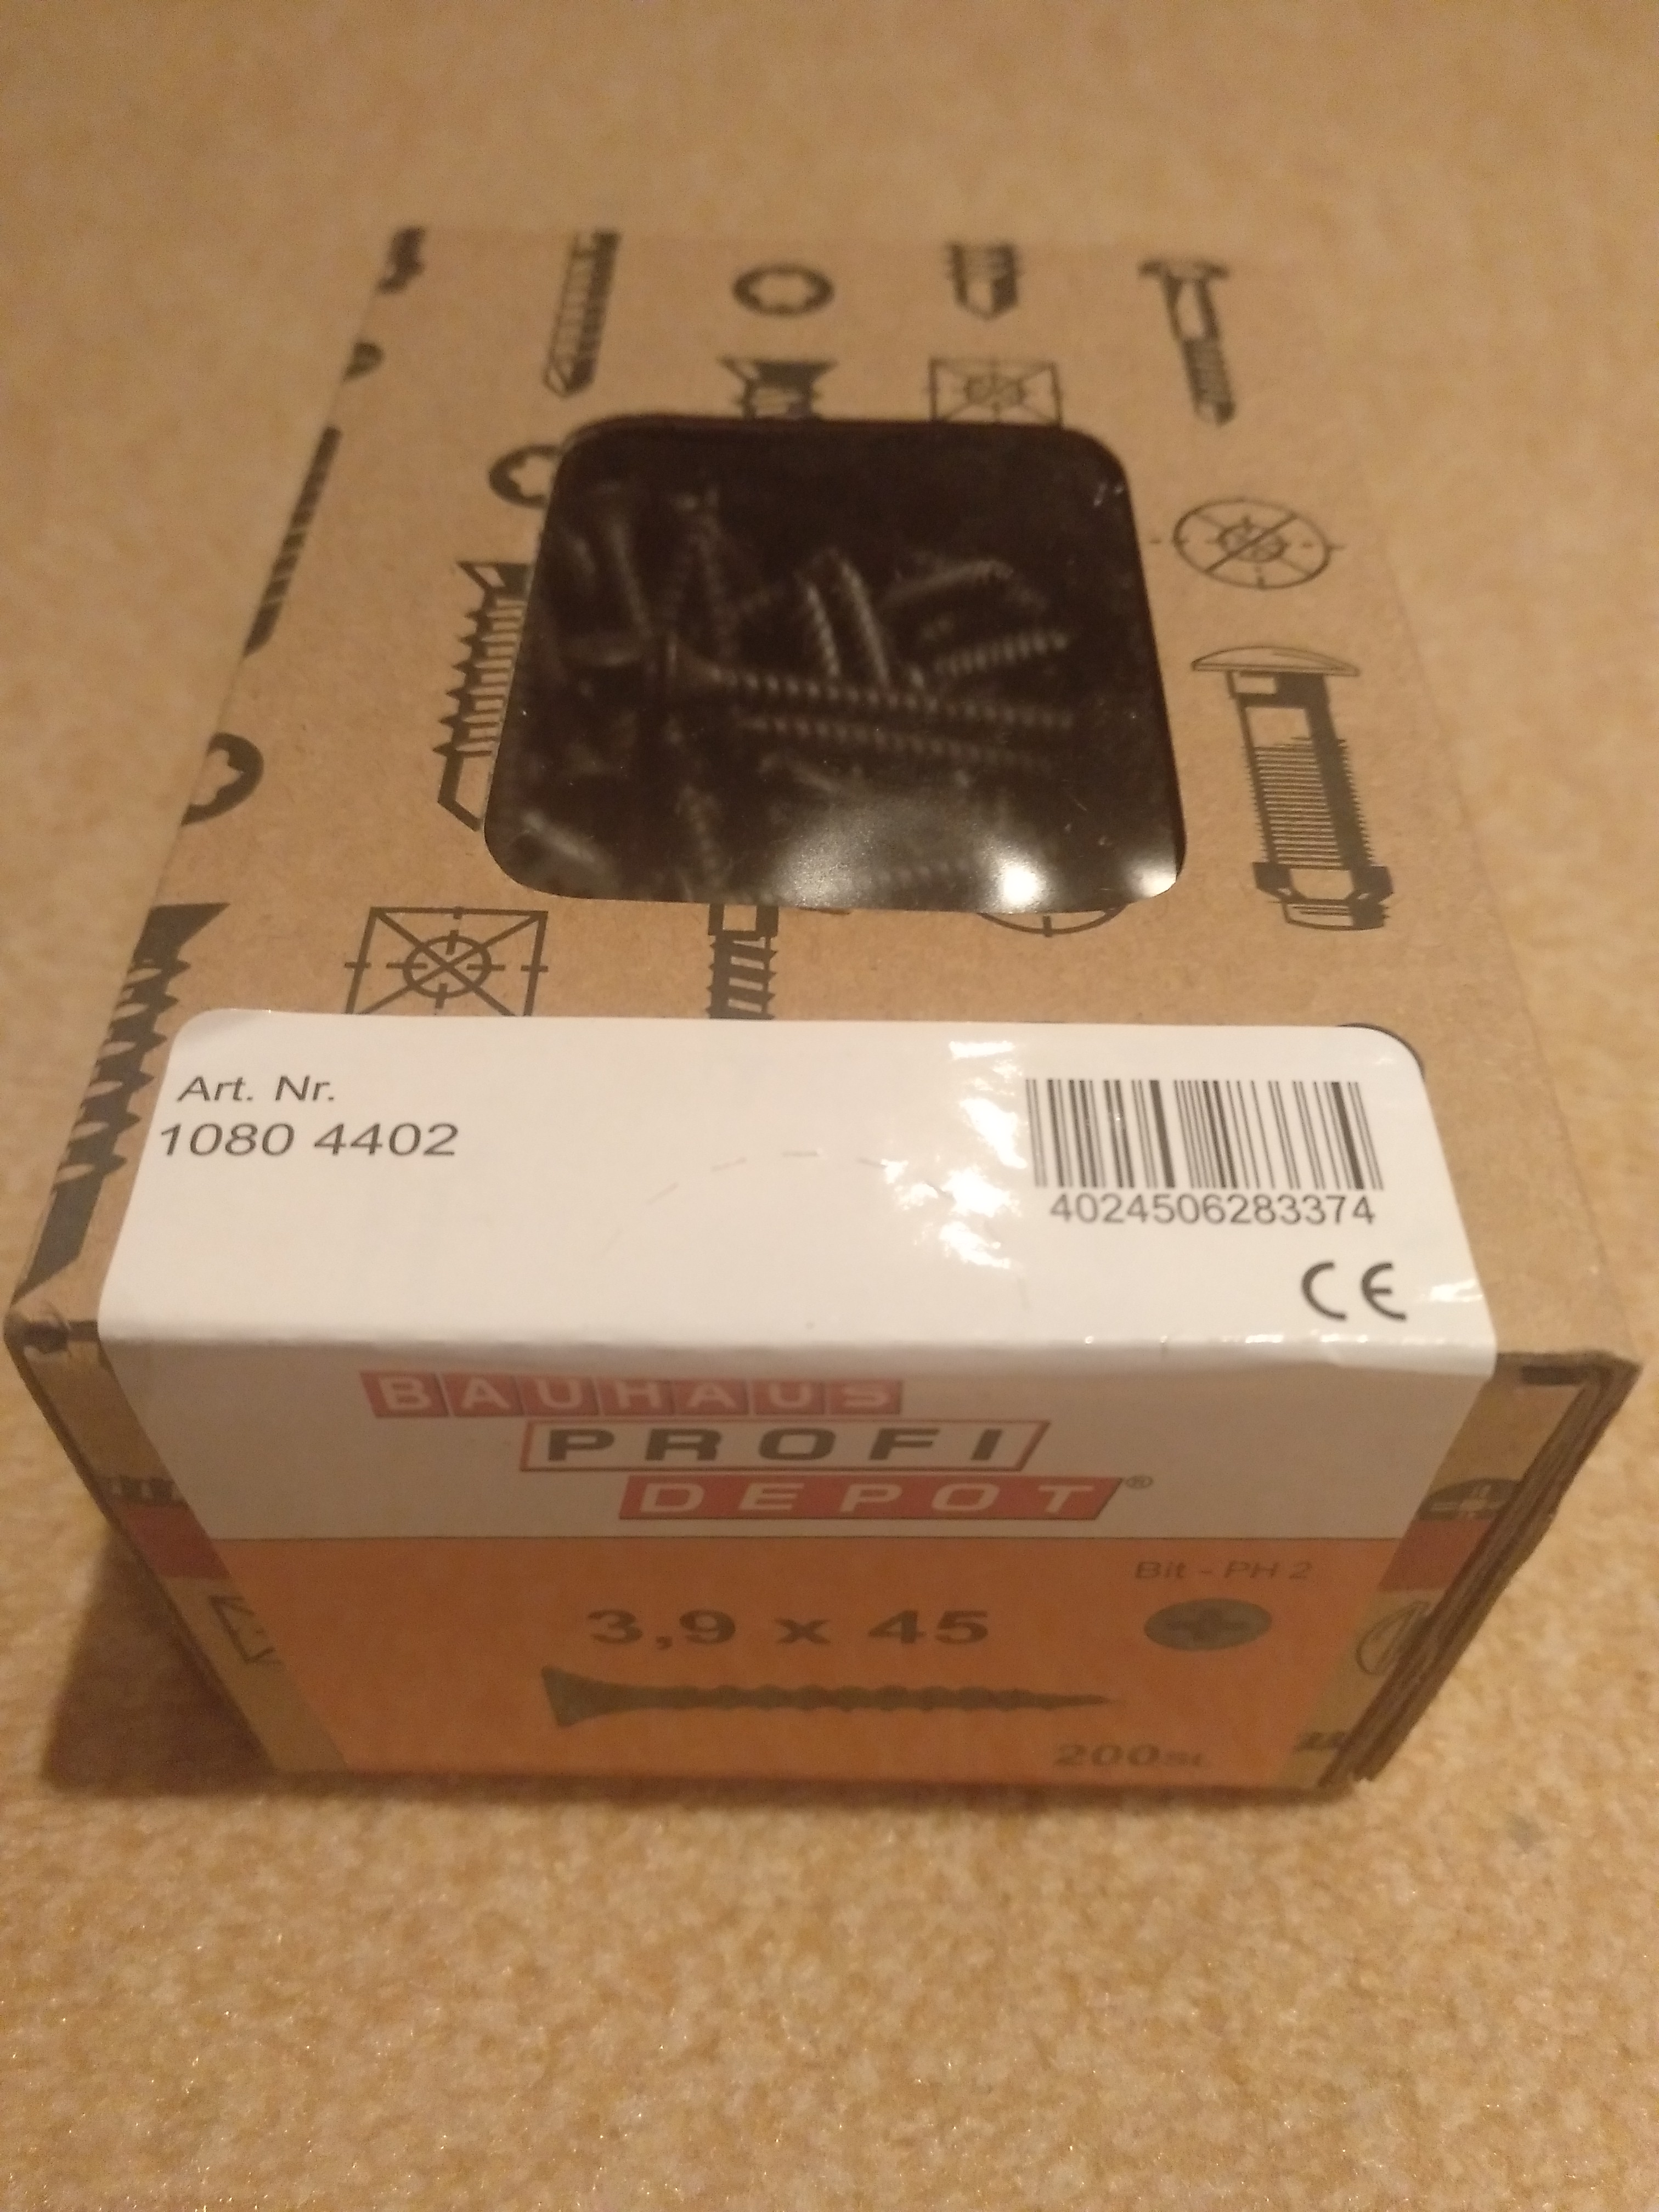 Art. Nr.
1080 4402
4024506283374
CE
BAUHAUS
PROFI
DEPOT®
Bit - PH 2
3,9 x 45
200St.